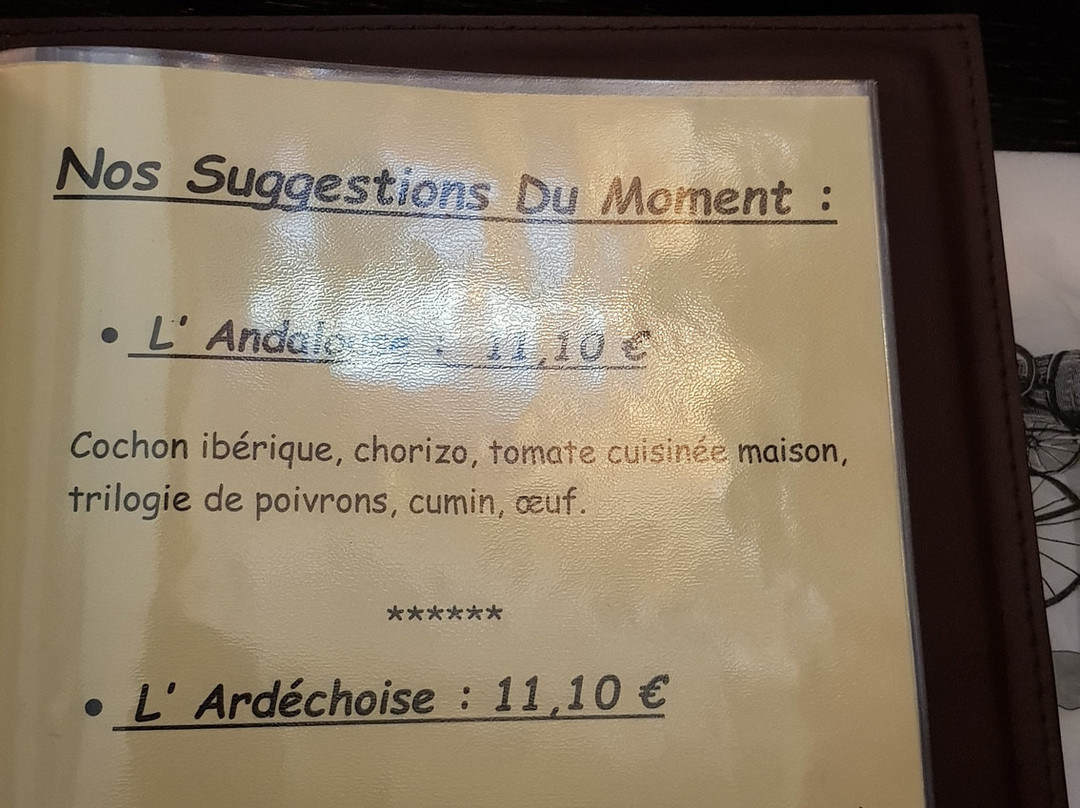 Nos Suggestions Du Moment :
• L' Andalouse : 11,10 €
Cochon ibérique, chorizo, tomate cuisinée maison,
trilogie de poivrons, cumin, œuf.
******
• L' Ardéchoise : 11,10 €